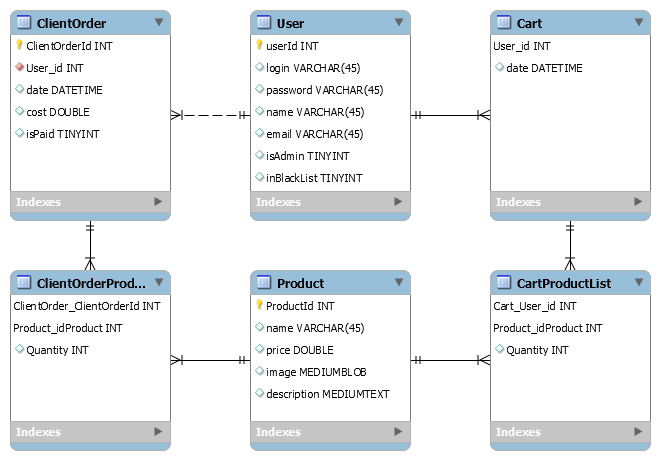 ClientOrder
ClientOrderId INT
User_id INT
date DATETIME
cost DOUBLE
isPaid TINYINT
Indexes
User
userId INT
login VARCHAR(45)
password VARCHAR(45)
name VARCHAR(45)
email VARCHAR(45)
isAdmin TINYINT
inBlackList TINYINT
Indexes
Cart
User_id INT
date DATETIME
Indexes
ClientOrderProd...
ClientOrder_ClientOrderId INT
Product_idProduct INT
Quantity INT
Indexes
Product
ProductId INT
name VARCHAR(45)
price DOUBLE
image MEDIUMBLOB
description MEDIUMTEXT
Indexes
CartProductList
Cart_User_id INT
Product_idProduct INT
Quantity INT
Indexes